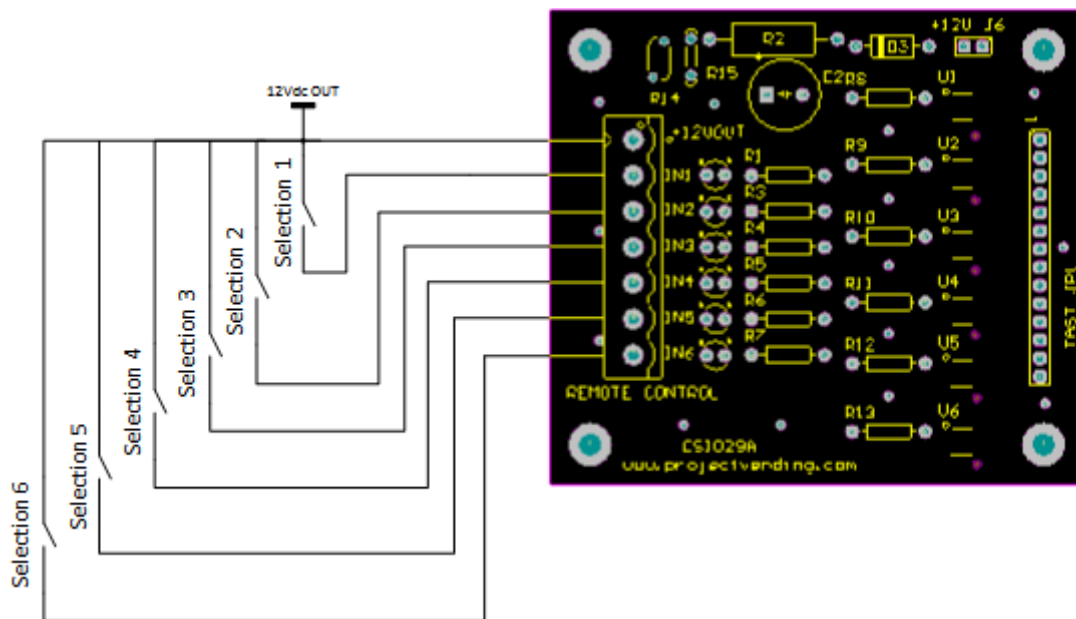 12Vdc OUT
Selection 1
Selection 2
Selection 3
Selection 4
Selection 5
Selection 6
+12V J6
R2
D3
R15
R14
C2
R8
U1
+12VOUT
IN1
R1
R9
U2
IN2
R3
R10
U3
IN3
R4
IN4
R5
R11
U4
IN5
R6
R12
U5
IN6
R7
R13
U6
1
REMOTE CONTROL
CSI029A
www.projectvending.com